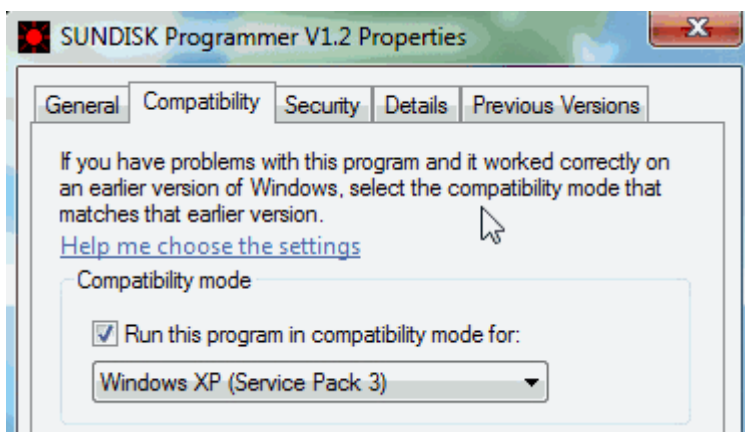 SUNDISK Programmer V1.2 Properties
General Compatibility Security Details Previous Versions
If you have problems with this program and it worked correctly on
an earlier version of Windows, select the compatibility mode that
matches that earlier version.
Help me choose the settings
Compatibility mode
Run this program in compatibility mode for:
Windows XP (Service Pack 3)